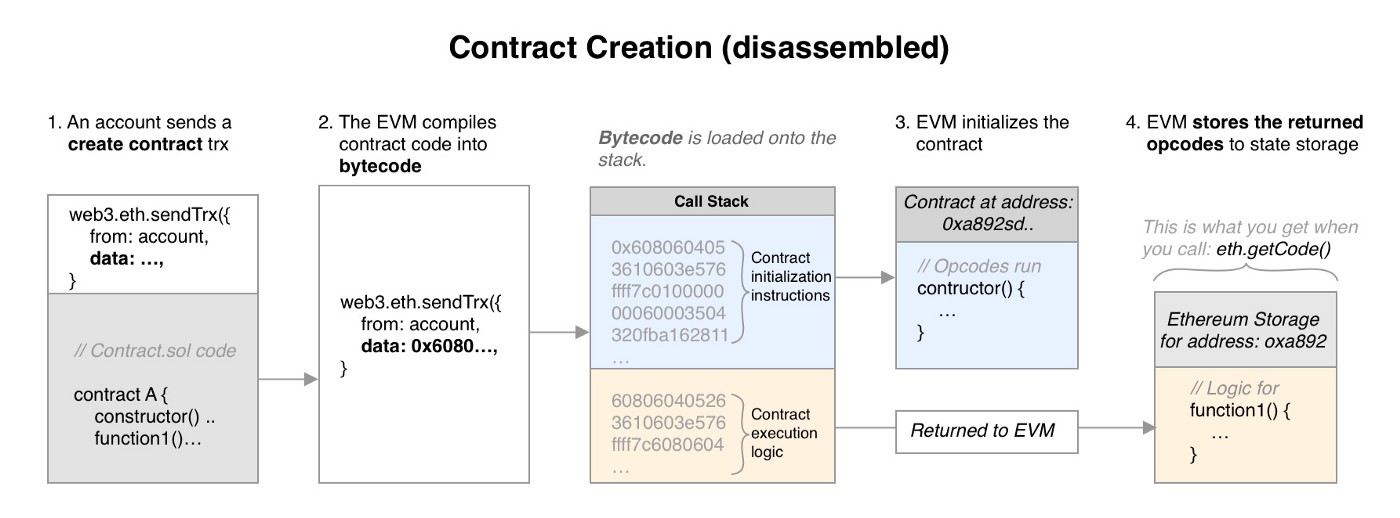 Contract Creation (disassembled)
1. An account sends a
create contract trx
web3.eth.sendTrx({
from: account,
data: ...,
}
// Contract.sol code
contract A {
constructor() ..
function1()...
2. The EVM compiles
contract code into
bytecode
web3.eth.sendTrx({
from: account,
data: 0x6080...,
}
Bytecode is loaded onto the
stack.
Call Stack
0x608060405
3610603e576
ffff7c0100000
00060003504
320fba162811
...
Contract
initialization
instructions
60806040526
3610603e576
ffff7c6080604
...
Contract
execution
logic
3. EVM initializes the
contract
Contract at address:
0xa892sd..
// Opcodes run
contructor() {
...
}
Returned to EVM
4. EVM stores the returned
opcodes to state storage
This is what you get when
you call: eth.getCode()
Ethereum Storage
for address: oxa892
// Logic for
function1() {
...
}